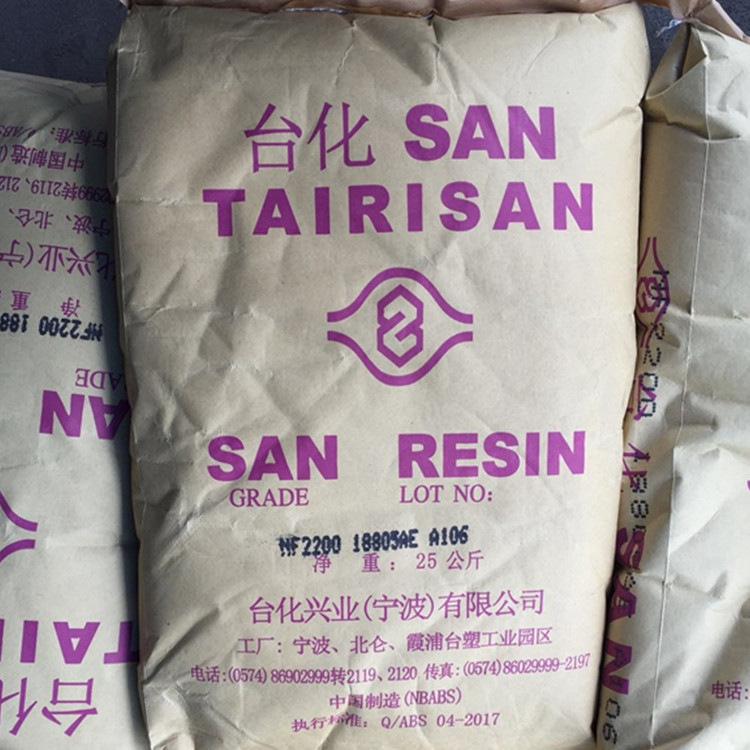 台化 SAN
TAIRISAN
SAN RESIN
GRADE LOT NO:
NF2200 18805AE A106
净 重: 25 公斤
台化兴业(宁波)有限公司
工厂: 宁波、北仑、霞浦台塑工业园区
电话:(0574) 86902999转2119、2120 传真:(0574)86029999-2197
中国制造(NBABS)
执行标准: Q/ABS 04-2017